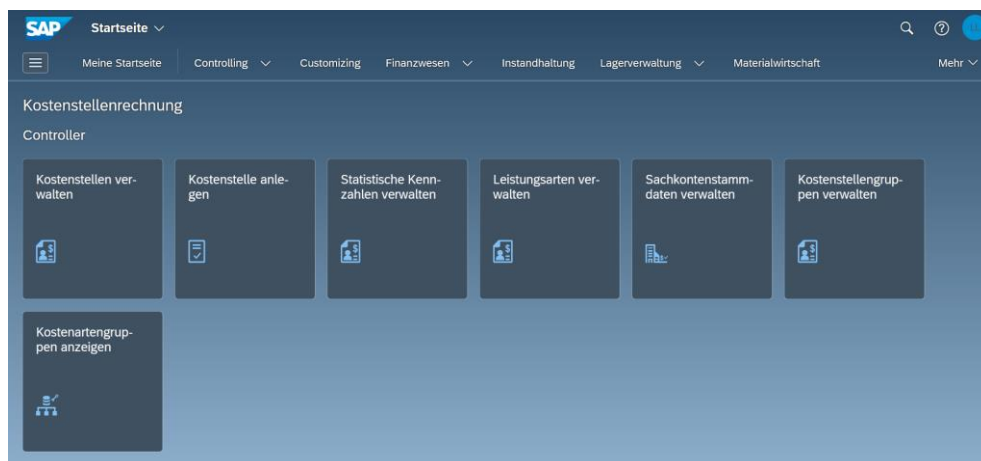 SAP Startseite
Meine Startseite Controlling Customizing Finanzwesen Instandhaltung Lagerverwaltung Materialwirtschaft Mehr
Kostenstellenrechnung
Controller
Kostenstellen ver-
walten
Kostenstelle anle-
gen
Statistische Kenn-
zahlen verwalten
Leistungsarten ver-
walten
Sachkontenstamm-
daten verwalten
Kostenstellengrup-
pen verwalten
Kostenartengrup-
pen anzeigen